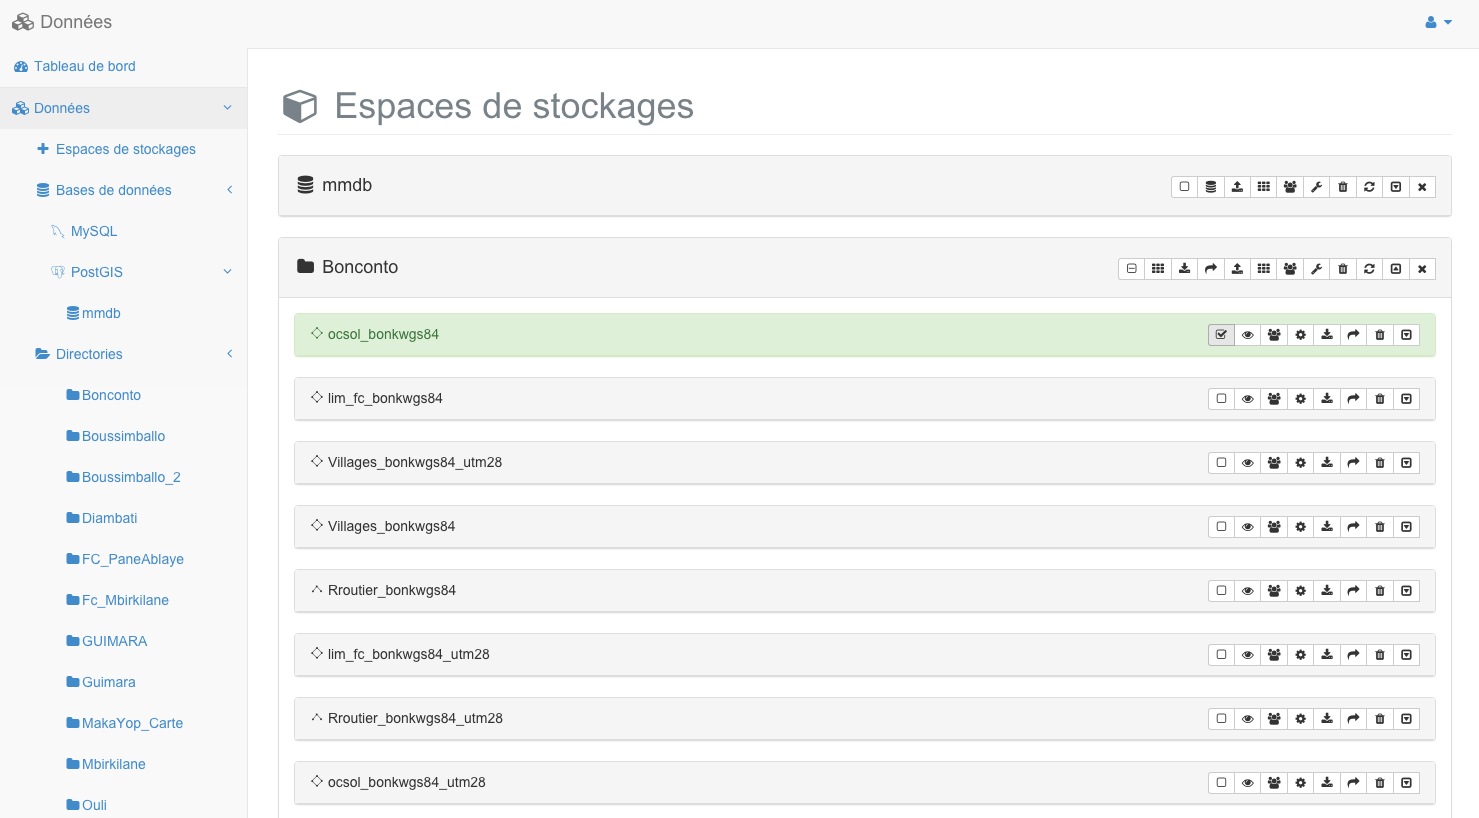 Données
Tableau de bord
Données
Espaces de stockages
Bases de données
MySQL
PostGIS
mmdb
Directories
Bonconto
Boussimballo
Boussimballo_2
Diambati
FC_PaneAblaye
Fc_Mbirkilane
GUIMARA
Guimara
MakaYop_Carte
Mbirkilane
Ouli
Espaces de stockages
mmdb
Bonconto
ocsol_bonkwgs84
lim_fc_bonkwgs84
Villages_bonkwgs84_utm28
Villages_bonkwgs84
Rroutier_bonkwgs84
lim_fc_bonkwgs84_utm28
Rroutier_bonkwgs84_utm28
ocsol_bonkwgs84_utm28